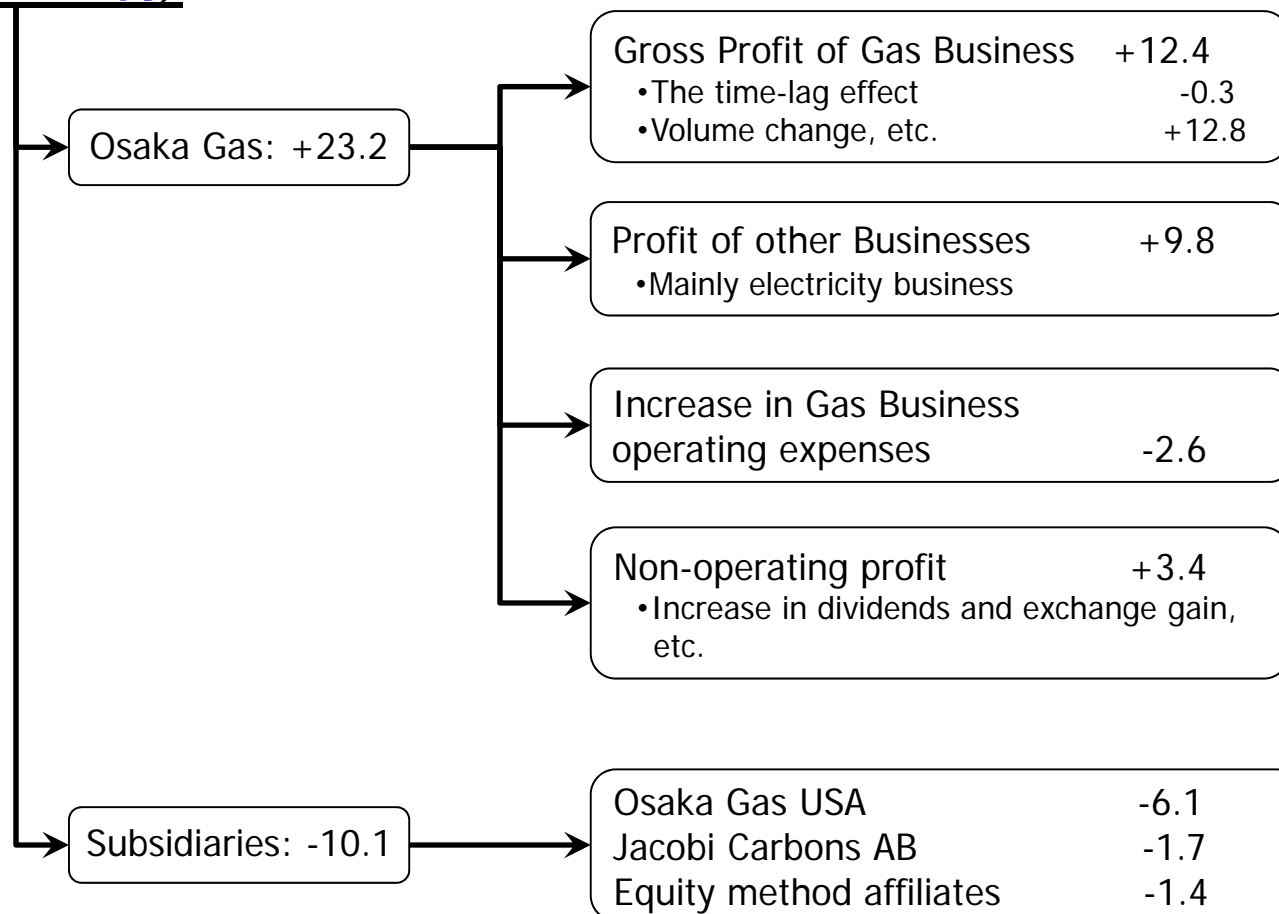 Osaka Gas: +23.2
Gross Profit of Gas Business +12.4
•The time-lag effect -0.3
•Volume change, etc. +12.8
Profit of other Businesses +9.8
•Mainly electricity business
Increase in Gas Business
operating expenses -2.6
Non-operating profit +3.4
•Increase in dividends and exchange gain,
etc.
Subsidiaries: -10.1
Osaka Gas USA -6.1
Jacobi Carbons AB -1.7
Equity method affiliates -1.4